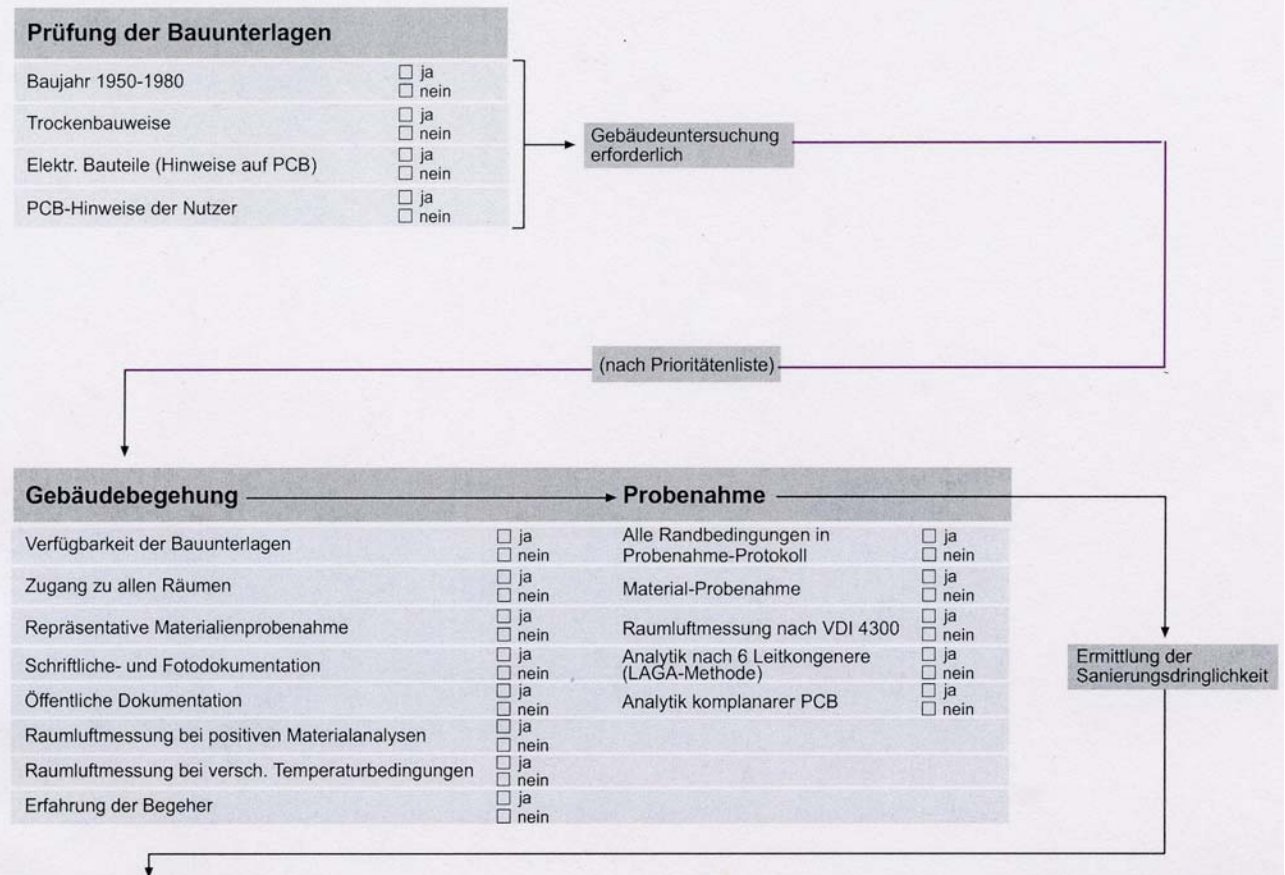 Prüfung der Bauunterlagen
Baujahr 1950-1980
☐ ja
☐ nein
Trockenbauweise
☐ ja
☐ nein
Elektr. Bauteile (Hinweise auf PCB)
☐ ja
☐ nein
PCB-Hinweise der Nutzer
☐ ja
☐ nein
Gebäudeuntersuchung
erforderlich
(nach Prioritätenliste)
Gebäudebegehung
Probenahme
Verfügbarkeit der Bauunterlagen
☐ ja
☐ nein
Alle Randbedingungen in
Probenahme-Protokoll
☐ ja
☐ nein
Zugang zu allen Räumen
☐ ja
☐ nein
Material-Probenahme
☐ ja
☐ nein
Repräsentative Materialienprobenahme
☐ ja
☐ nein
Raumluftmessung nach VDI 4300
☐ ja
☐ nein
Schriftliche- und Fotodokumentation
☐ ja
☐ nein
Analytik nach 6 Leitkongenere
(LAGA-Methode)
☐ ja
☐ nein
Öffentliche Dokumentation
☐ ja
☐ nein
Analytik komplanarer PCB
☐ ja
☐ nein
Raumluftmessung bei positiven Materialanalysen
☐ ja
☐ nein
Raumluftmessung bei versch. Temperaturbedingungen
☐ ja
☐ nein
Erfahrung der Begeher
☐ ja
☐ nein
Ermittlung der
Sanierungsdringlichkeit